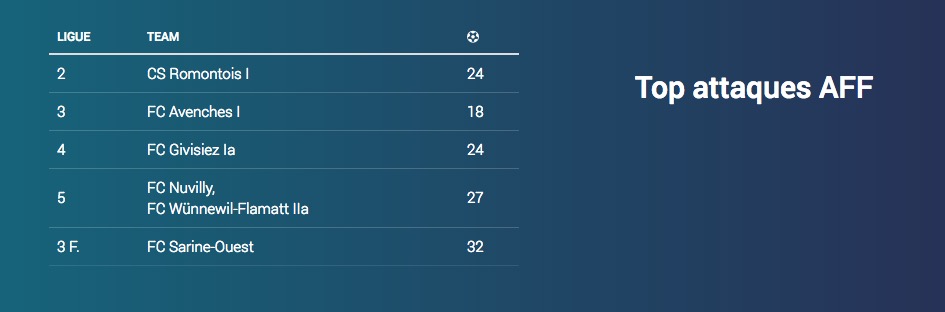 LIGUE TEAM
2 CS Romontois I 24
3 FC Avenches I 18
4 FC Givisiez Ia 24
FC Nuvilly,
5 27
FC Wünnewil-Flamatt IIa
3 F. FC Sarine-Ouest 32
Top attaques AFF